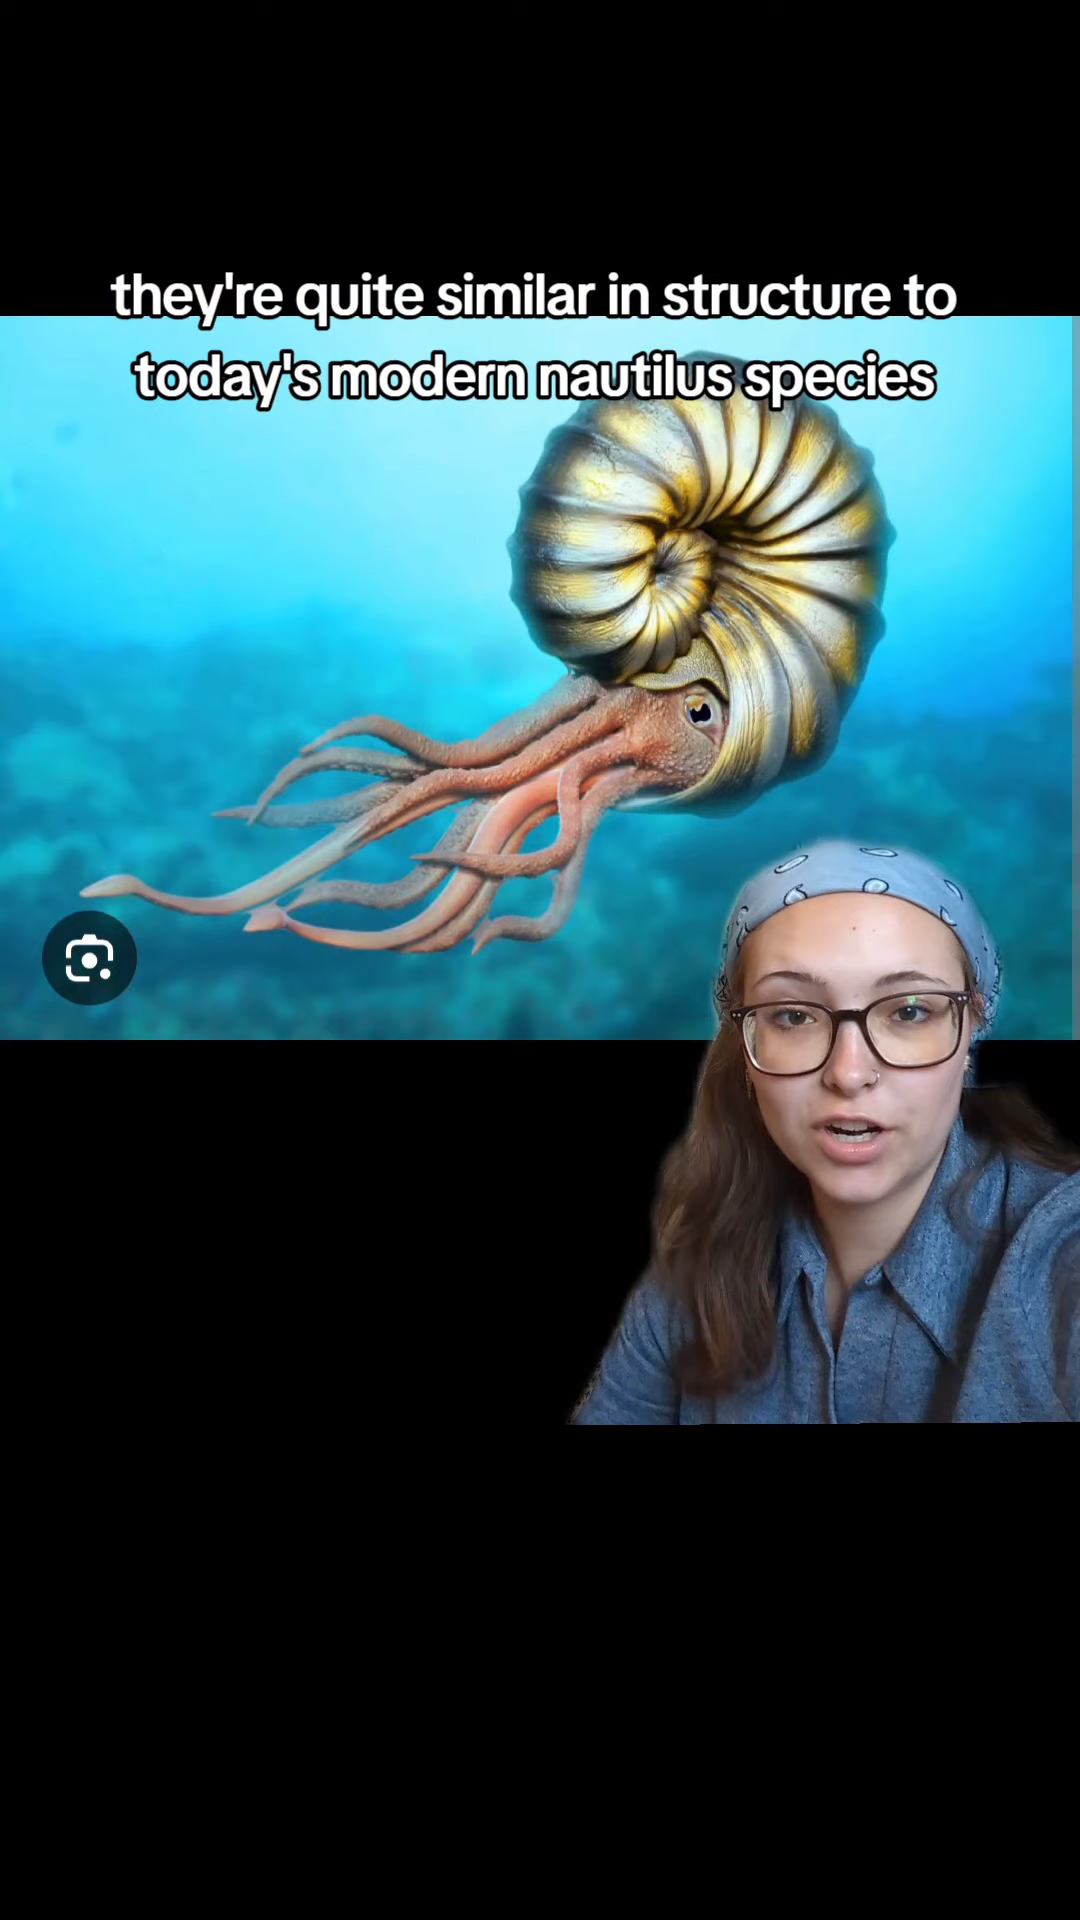 they're quite similar in structure to
today's modern nautilus species